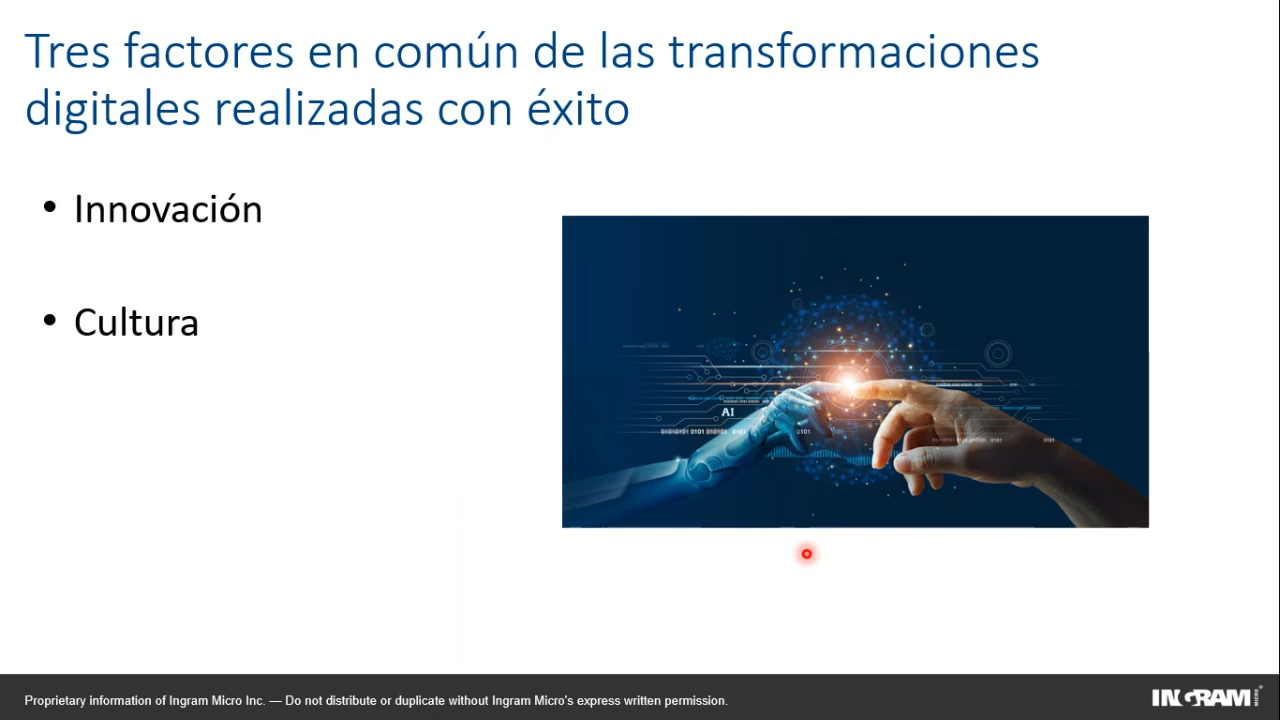 Tres factores en común de las transformaciones
digitales realizadas con éxito
• Innovación
• Cultura
AI
Proprietary information of Ingram Micro Inc. — Do not distribute or duplicate without Ingram Micro's express written permission.
INGRAM
MICRO